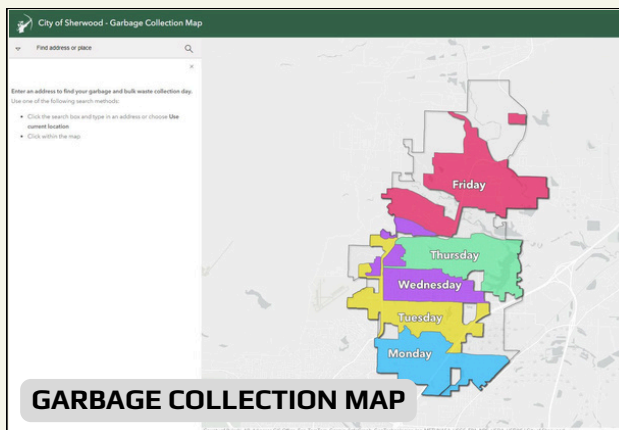 City of Sherwood - Garbage Collection Map
Find address or place
×
Enter an address to find your garbage and bulk waste collection day.
Use one of the following search methods:
• Click the search box and type in an address or choose Use
current location
• Click within the map
Friday
Thursday
Wednesday
Tuesday
Monday
GARBAGE COLLECTION MAP